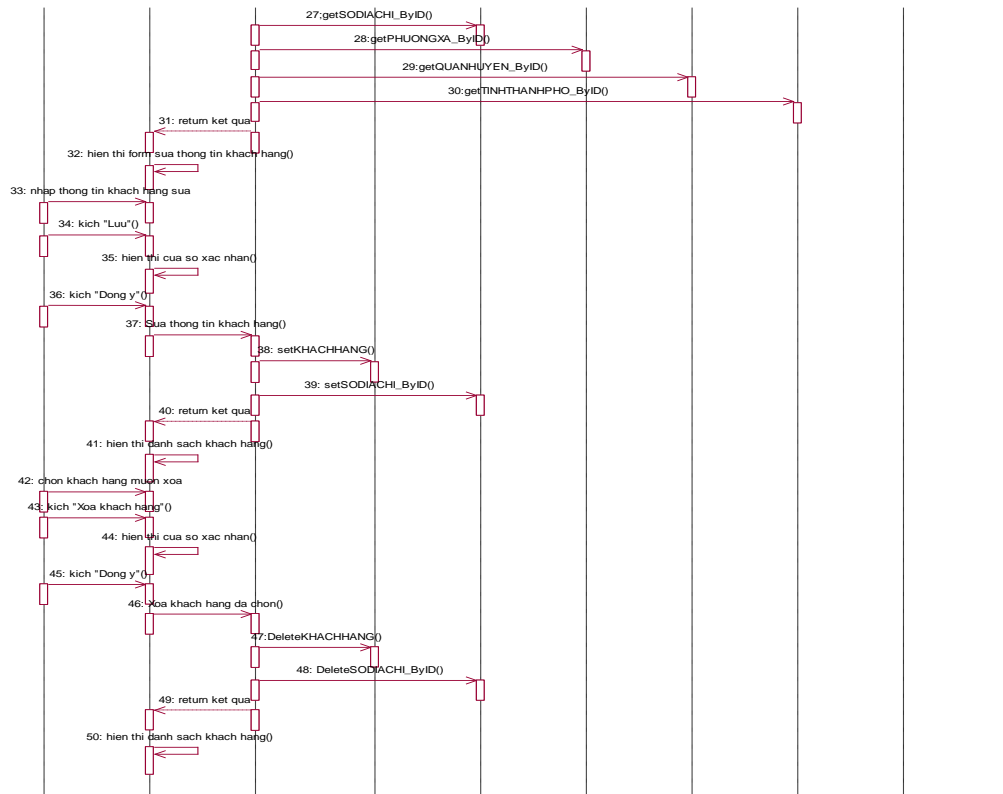 27;getSODIACHI_ByID()
28:getPHUONGXA_ByID()
29:getQUANHUYEN_ByID()
30:getTINHTHANHPHO_ByID()
31: return ket qua
32: hien thi form sua thong tin khach hang()
33: nhap thong tin khach hang sua
34: kich "Luu"()
35: hien thi cua so xac nhan()
36: kich "Dong y"()
37: Sua thong tin khach hang()
38: setKHACHHANG()
39: setSODIACHI_ByID()
40: return ket qua
41: hien thi danh sach khach hang()
42: chon khach hang muon xoa
43: kich "Xoa khach hang"()
44: hien thi cua so xac nhan()
45: kich "Dong y"()
46: Xoa khach hang da chon()
47:DeleteKHACHHANG()
48: DeleteSODIACHI_ByID()
49: return ket qua
50: hien thi danh sach khach hang()